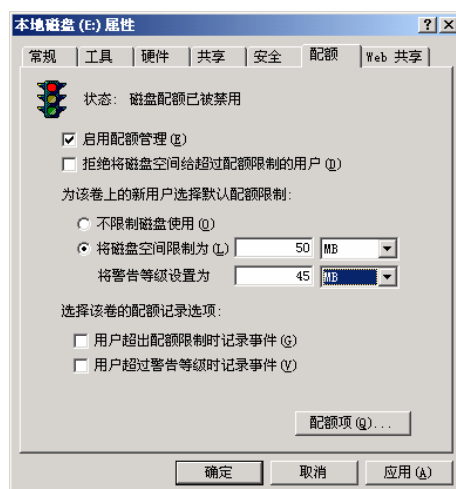 本地磁盘 (E:) 属性
常规 工具 硬件 共享 安全 配额 Web 共享
状态: 磁盘配额已被禁用
启用配额管理(E)
拒绝将磁盘空间给超过配额限制的用户(D)
为该卷上的新用户选择默认配额限制:
不限制磁盘使用(O)
将磁盘空间限制为(L) 50 MB
将警告等级设置为 45 MB
选择该卷的配额记录选项:
用户超出配额限制时记录事件(G)
用户超过警告等级时记录事件(V)
配额项(Q)...
确定 取消 应用(A)